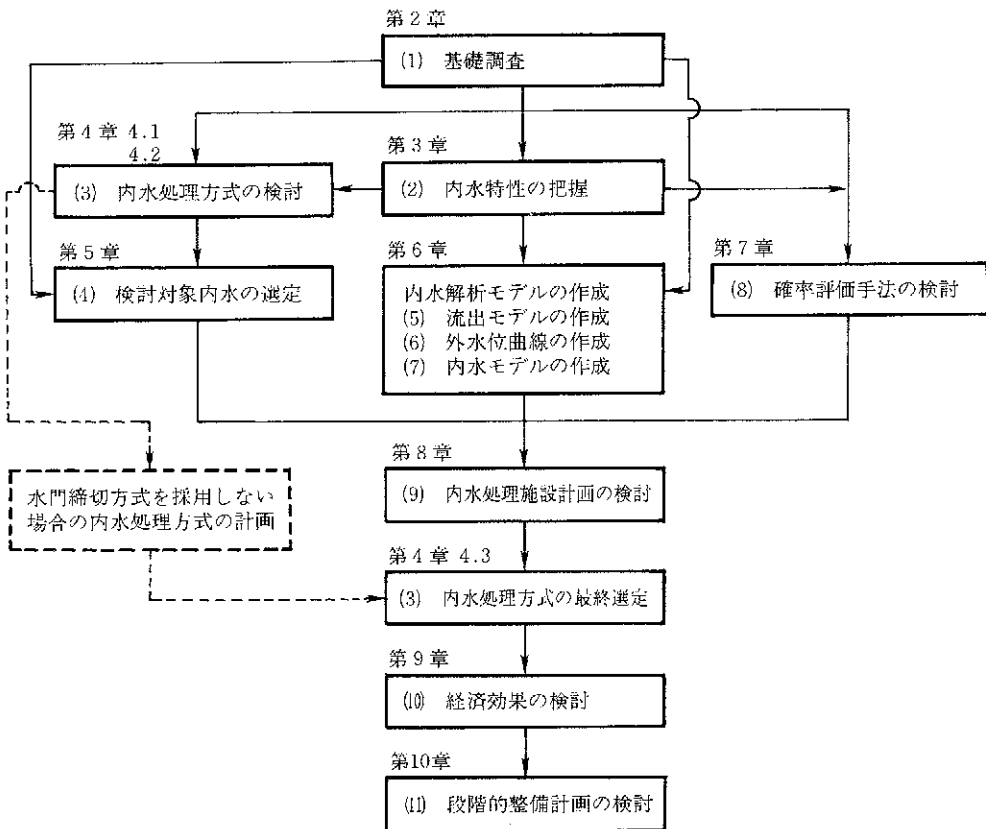 第2章
(1) 基礎調査
第4章 4.1
4.2
(3) 内水処理方式の検討
第3章
(2) 内水特性の把握
第5章
(4) 検討対象内水の選定
第6章
内水解析モデルの作成
(5) 流出モデルの作成
(6) 外水位曲線の作成
(7) 内水モデルの作成
第7章
(8) 確率評価手法の検討
第8章
(9) 内水処理施設計画の検討
水門締切方式を採用しない
場合の内水処理方式の計画
第4章 4.3
(3) 内水処理方式の最終選定
第9章
(10) 経済効果の検討
第10章
(11) 段階的整備計画の検討